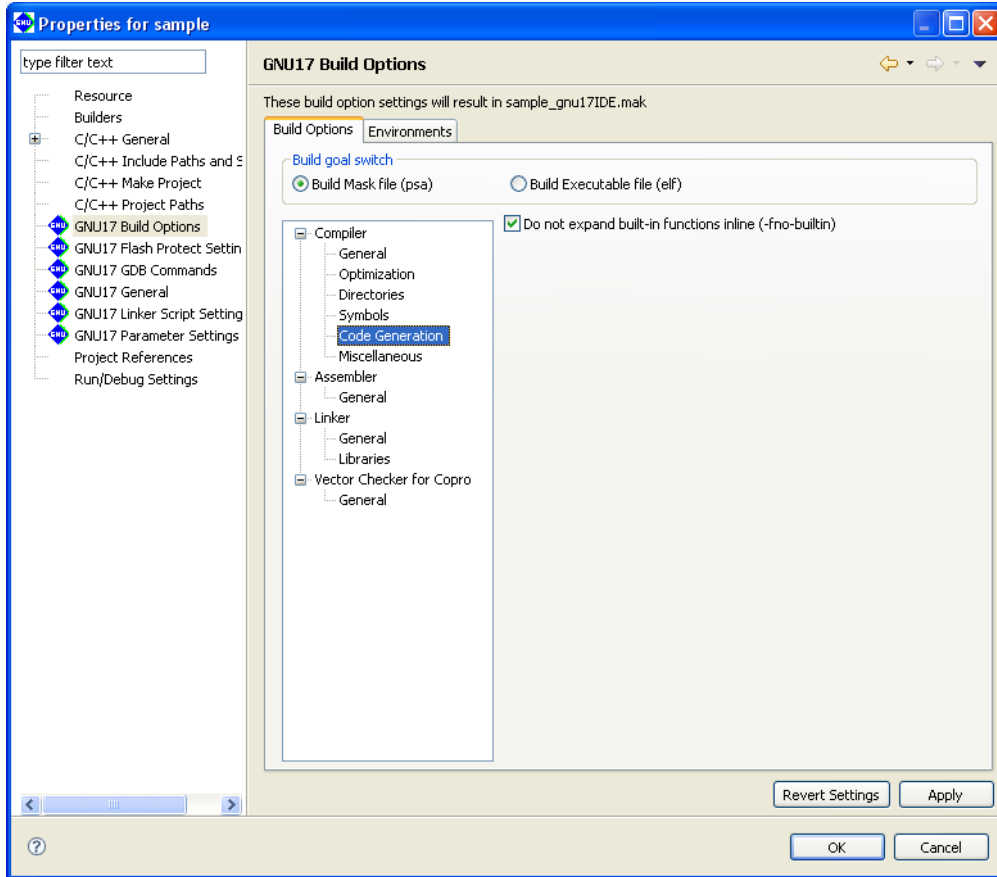 Properties for sample
type filter text
Resource
Builders
C/C++ General
C/C++ Include Paths and S
C/C++ Make Project
C/C++ Project Paths
GNU17 Build Options
GNU17 Flash Protect Settin
GNU17 GDB Commands
GNU17 General
GNU17 Linker Script Setting
GNU17 Parameter Settings
Project References
Run/Debug Settings
GNU17 Build Options
These build option settings will result in sample_gnu17IDE.mak
Build Options Environments
Build goal switch
Build Mask file (psa) Build Executable file (elf)
Compiler
General
Optimization
Directories
Symbols
Code Generation
Miscellaneous
Assembler
General
Linker
General
Libraries
Vector Checker for Copro
General
Do not expand built-in functions inline (-fno-builtin)
Revert Settings Apply
OK Cancel